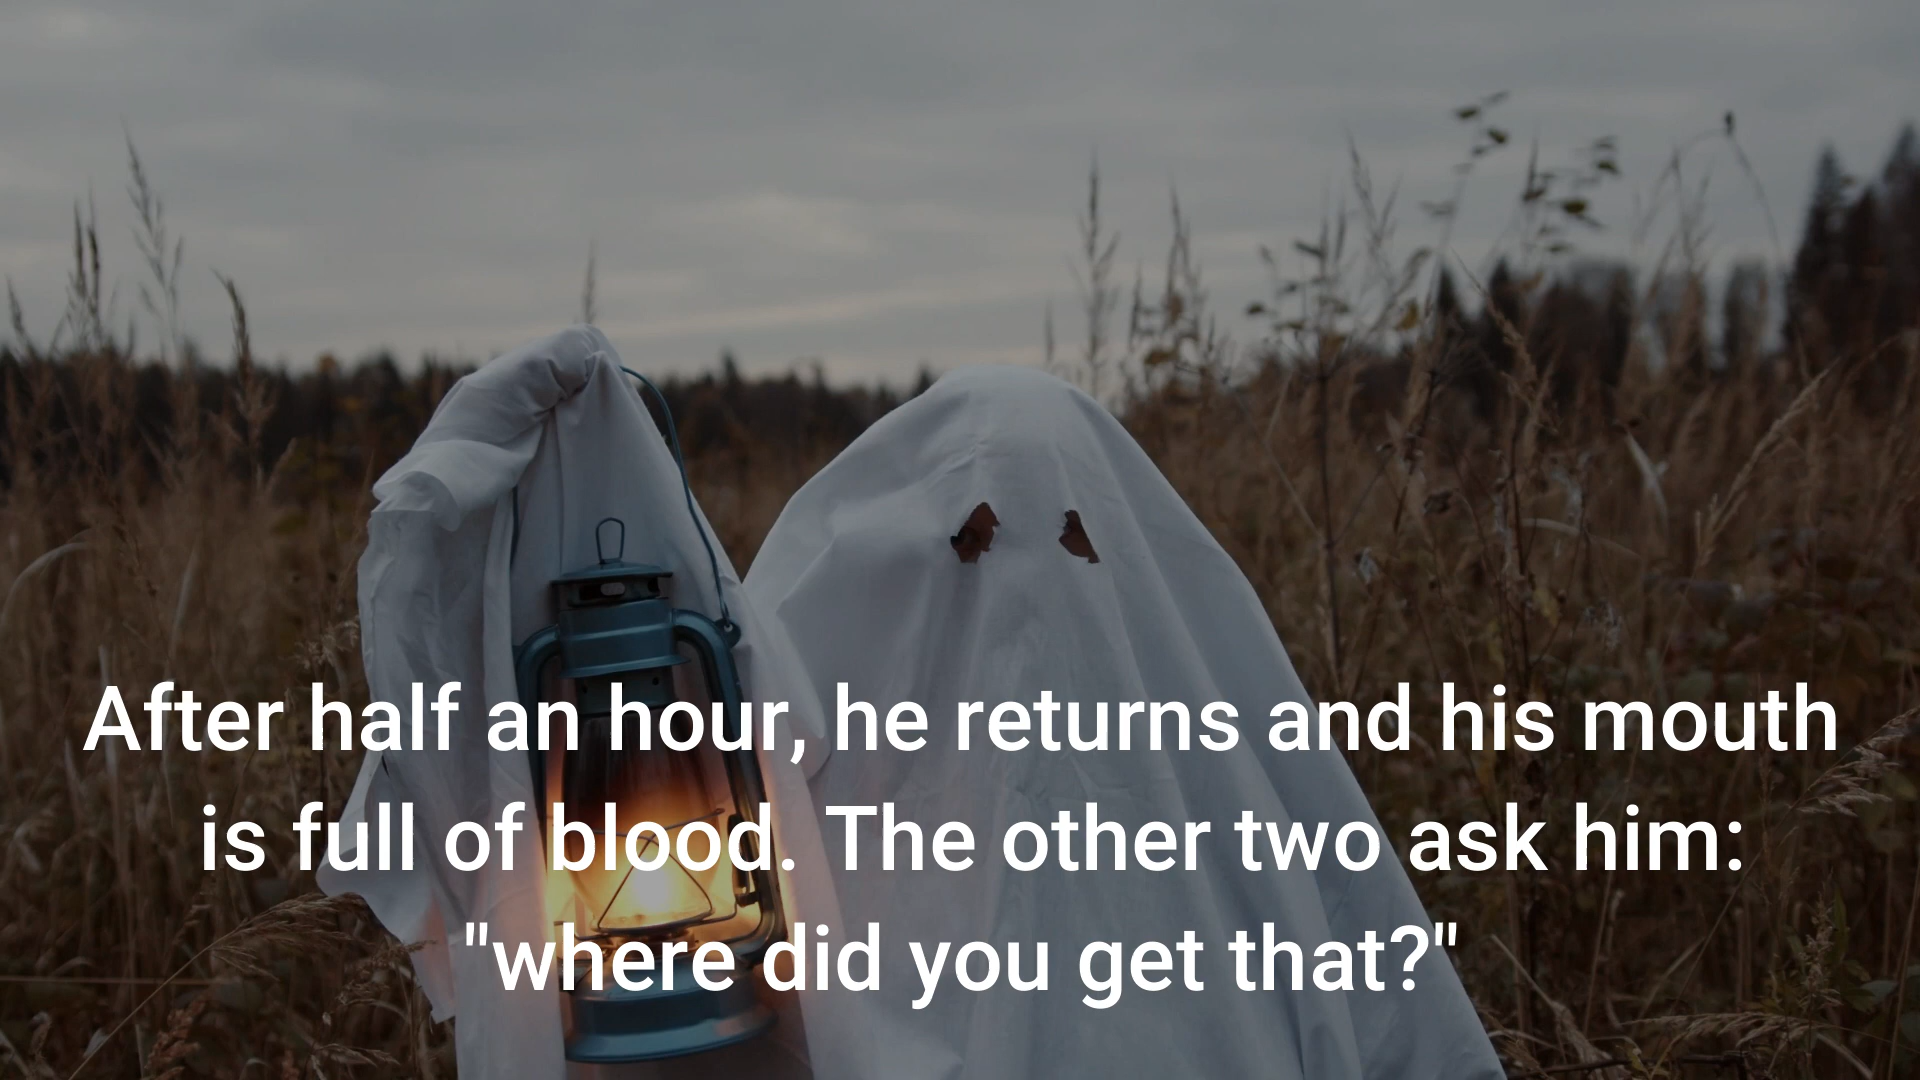 After half an hour, he returns and his mouth
is full of blood. The other two ask him:
"where did you get that?"